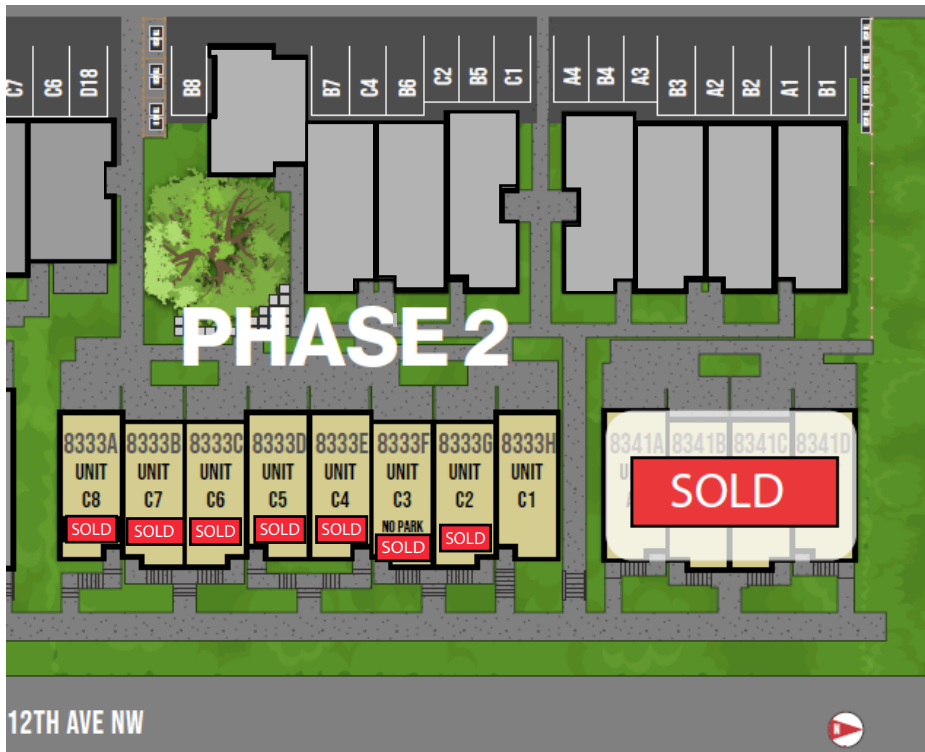 C7
C6
D18
B8
B7
C4
B6
C2
B5
C1
A4
B4
A3
B3
A2
B2
A1
B1
PHASE 2
8333A
UNIT
C8
SOLD
8333B
UNIT
C7
SOLD
8333C
UNIT
C6
SOLD
8333D
UNIT
C5
SOLD
8333E
UNIT
C4
SOLD
8333F
UNIT
C3
NO PARK
SOLD
8333G
UNIT
C2
SOLD
8333H
UNIT
C1
8341A 8341B 8341C 8341D
SOLD
12TH AVE NW
N